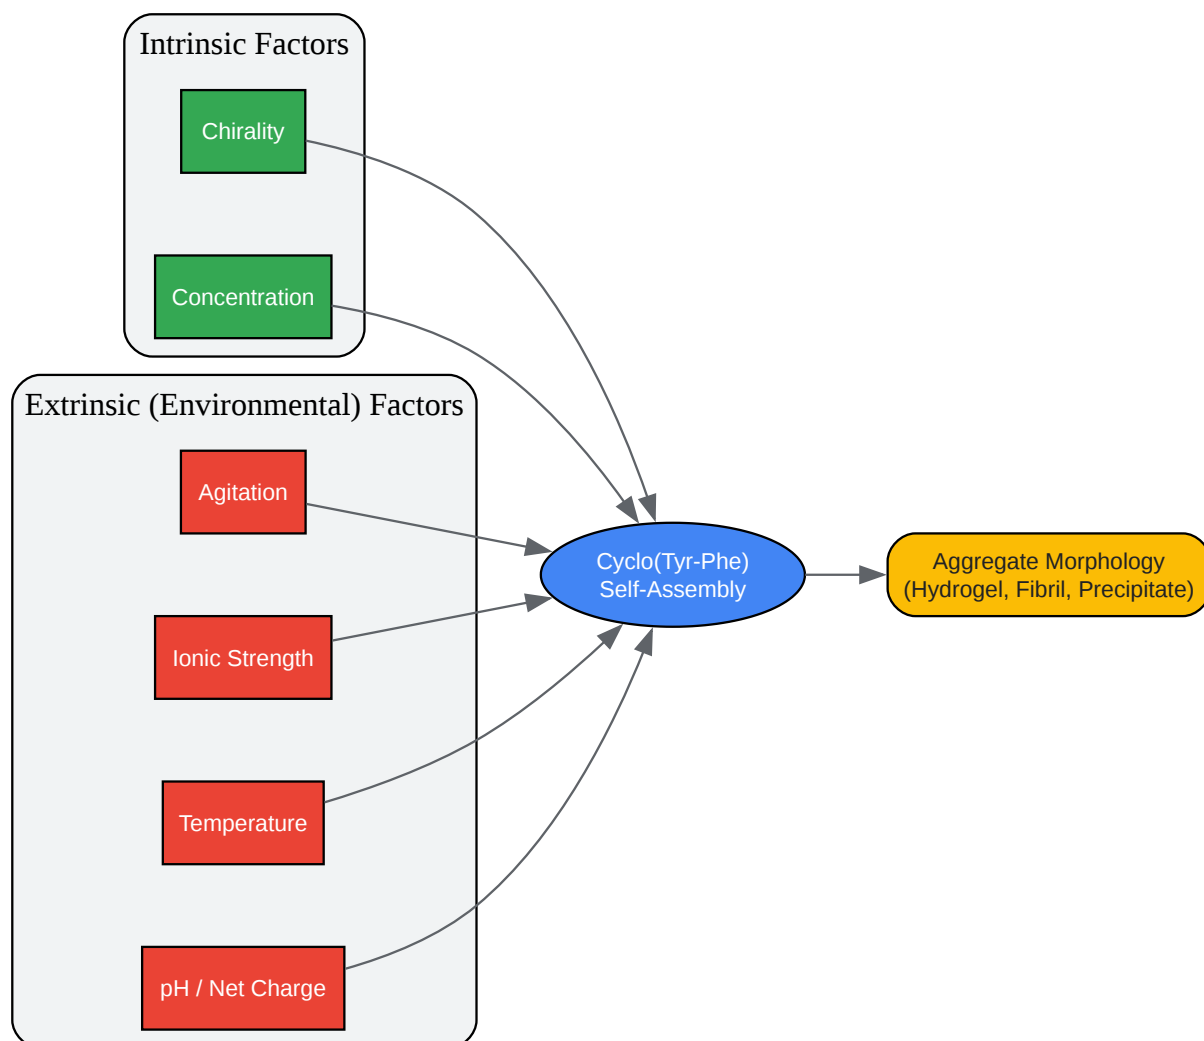 Intrinsic Factors
Chirality
Concentration
Extrinsic (Environmental) Factors
Agitation
Ionic Strength
Temperature
pH / Net Charge
Cyclo(Tyr-Phe)
Self-Assembly
Aggregate Morphology
(Hydrogel, Fibril, Precipitate)